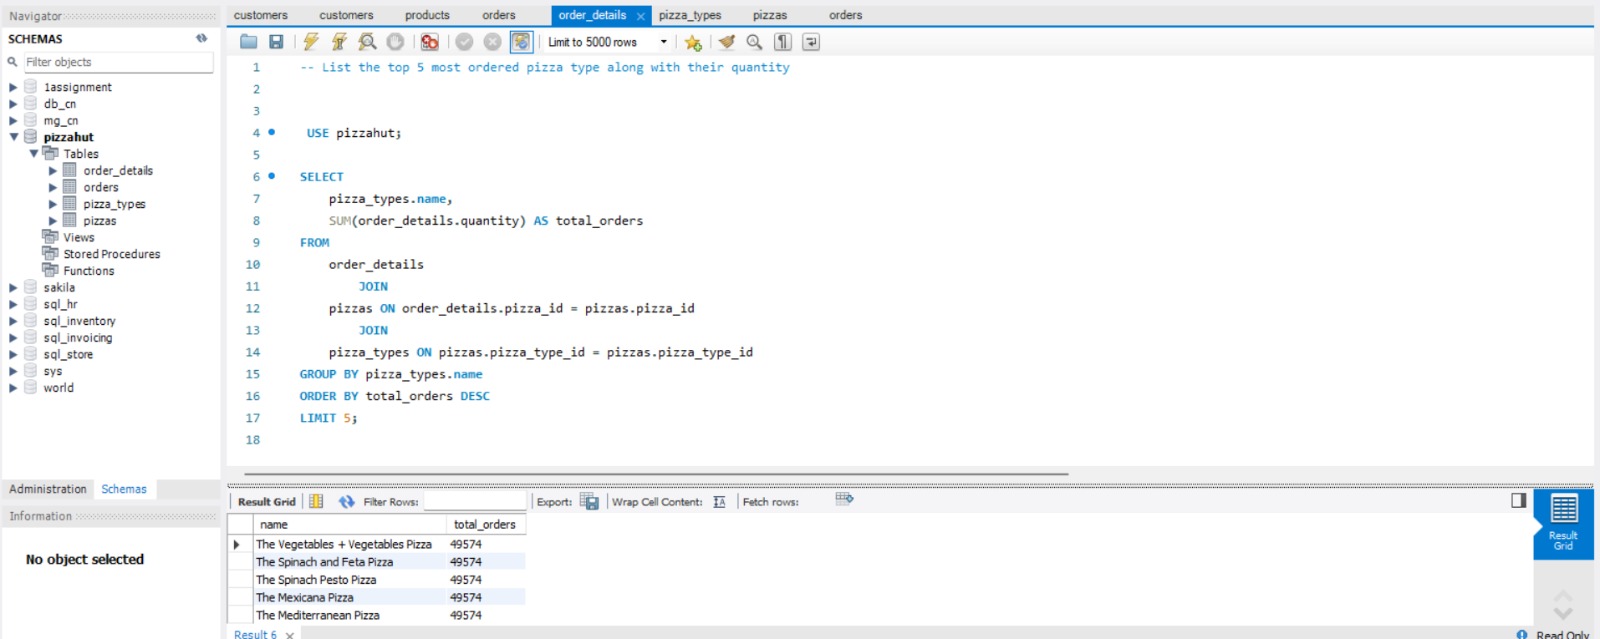 Navigator
SCHEMAS
Filter objects
1assignment
db_cn
mg_cn
pizzahut
Tables
order_details
orders
pizza_types
pizzas
Views
Stored Procedures
Functions
sakila
sql_hr
sql_inventory
sql_invoicing
sql_store
sys
world
Administration Schemas
Information
No object selected
customers customers products orders order_details pizza_types pizzas orders
Limit to 5000 rows
1 -- List the top 5 most ordered pizza type along with their quantity
2
3
4 USE pizzahut;
5
6 SELECT
7 pizza_types.name,
8 SUM(order_details.quantity) AS total_orders
9 FROM
10 order_details
11 JOIN
12 pizzas ON order_details.pizza_id = pizzas.pizza_id
13 JOIN
14 pizza_types ON pizzas.pizza_type_id = pizzas.pizza_type_id
15 GROUP BY pizza_types.name
16 ORDER BY total_orders DESC
17 LIMIT 5;
18
Result Grid Filter Rows: Export: Wrap Cell Content: Fetch rows:
name total_orders
The Vegetables + Vegetables Pizza 49574
The Spinach and Feta Pizza 49574
The Spinach Pesto Pizza 49574
The Mexicana Pizza 49574
The Mediterranean Pizza 49574
Result
Grid
Result 6
Read Only